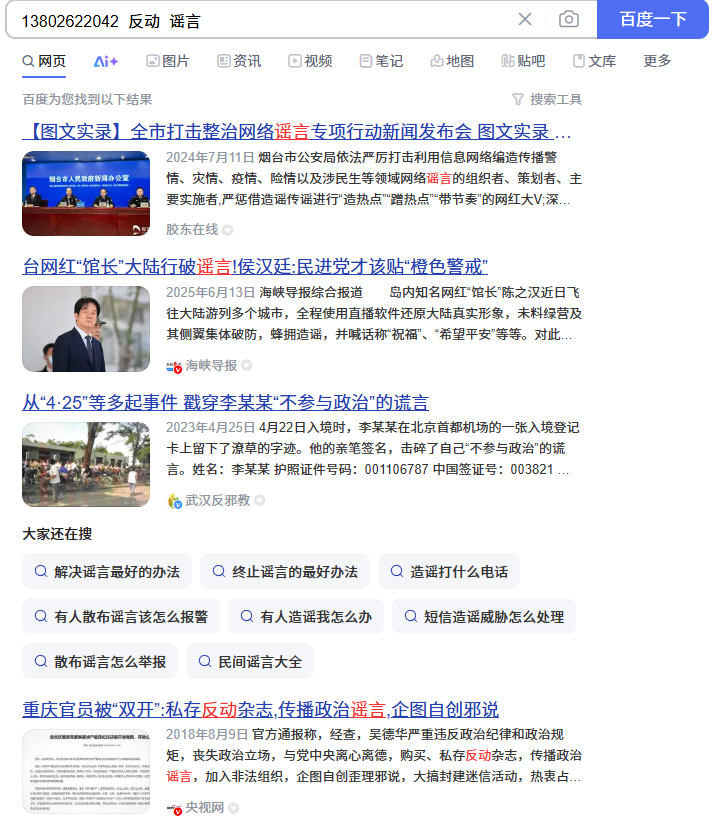 13802622042 反动 谣言
百度一下
网页 Ai+ 图片 资讯 视频 笔记 地图 贴吧 文库 更多
百度为您找到以下结果 搜索工具
【图文实录】全市打击整治网络谣言专项行动新闻发布会 图文实录 ...
烟台市人民政府新闻办公室
2024年7月11日 烟台市公安局依法严厉打击利用信息网络编造传播警
情、灾情、疫情、险情以及涉民生等领域网络谣言的组织者、策划者、主
要实施者,严惩借造谣传谣进行“造热点”“蹭热点”“带节奏”的网红大V;深...
胶东在线
台网红“馆长”大陆行破谣言!侯汉廷:民进党才该贴“橙色警戒”
2025年6月13日 海峡导报综合报道 岛内知名网红“馆长”陈之汉近日飞
往大陆游列多个城市，全程使用直播软件还原大陆真实形象，未料绿营及
其侧翼集体破防，蜂拥造谣，并喊话称“祝福”、“希望平安”等等。对此...
海峡导报
从“4·25”等多起事件 戳穿李某某“不参与政治”的谎言
2023年4月25日 4月22日入境时，李某某在北京首都机场的一张入境登记
卡上留下了潦草的字迹。他的亲笔签名，击碎了自己“不参与政治”的谎
言。姓名：李某某 护照证件号码：001106787 中国签证号：003821 ...
武汉反邪教
大家还在搜
解决谣言最好的办法 终止谣言的最好办法 造谣打什么电话
有人散布谣言该怎么报警 有人造谣我怎么办 短信造谣威胁怎么处理
散布谣言怎么举报 民间谣言大全
重庆官员被“双开”:私存反动杂志,传播政治谣言,企图自创邪说
2018年8月9日 官方通报称，经查，吴德华严重违反政治纪律和政治规
矩，丧失政治立场，与党中央离心离德，购买、私存反动杂志，传播政治
谣言，加入非法组织，企图自创歪理邪说，大搞封建迷信活动，热衷占...
央视网